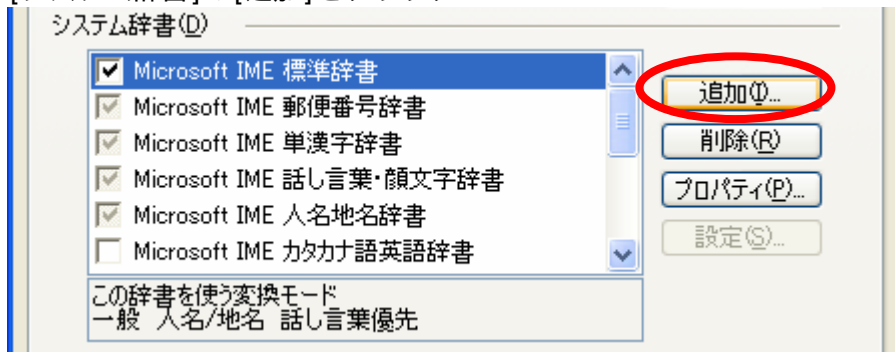 システム辞書(D)
Microsoft IME 標準辞書
Microsoft IME 郵便番号辞書
Microsoft IME 単漢字辞書
Microsoft IME 話し言葉・顔文字辞書
Microsoft IME 人名地名辞書
Microsoft IME カタカナ語英語辞書
追加(I)...
削除(R)
プロパティ(P)...
設定(S)...
この辞書を使う変換モード
一般 人名/地名 話し言葉優先